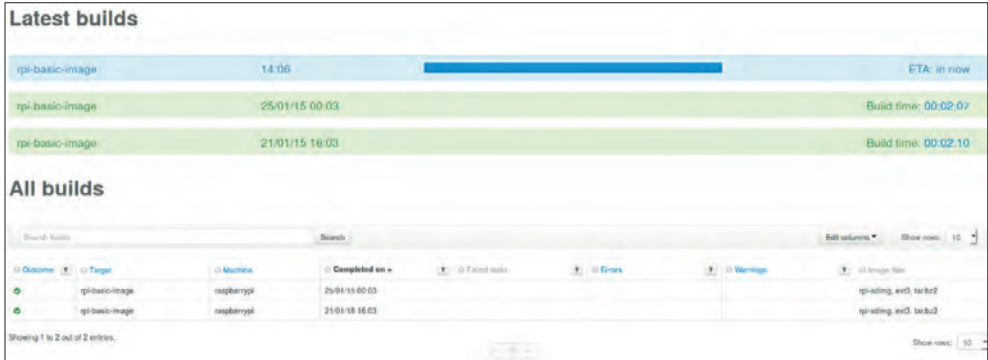 Latest builds
rpi-basic-image 14:06 ETA: in now
rpi-basic-image 25/01/15 00:03 Build time: 00:02:07
rpi-basic-image 21/01/15 16:03 Build time: 00:02:10
All builds
Search builds Search Edit columns Show rows: 10
Outcome Target Machine Completed on Failed tasks Errors Warnings Image files
rpi-basic-image raspberrypi 25/01/15 00:03 rpi-sdimg, ext3, tar.bz2
rpi-basic-image raspberrypi 21/01/15 16:03 rpi-sdimg, ext3, tar.bz2
Showing 1 to 2 out of 2 entries.
Show rows: 10